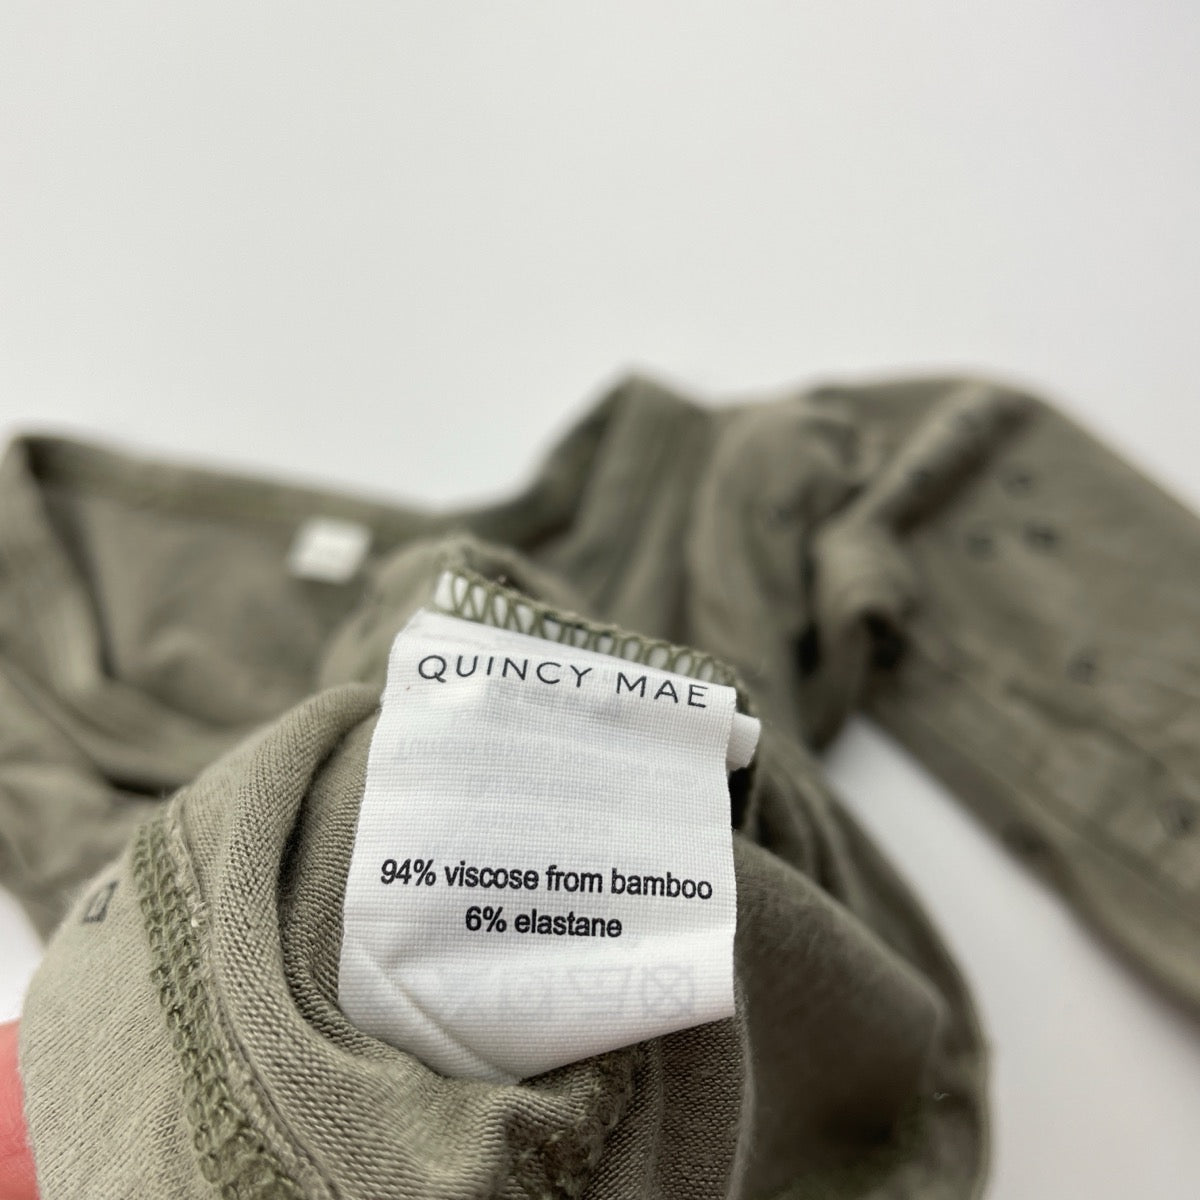 QUINCY MAE
94% viscose from bamboo
6% elastane